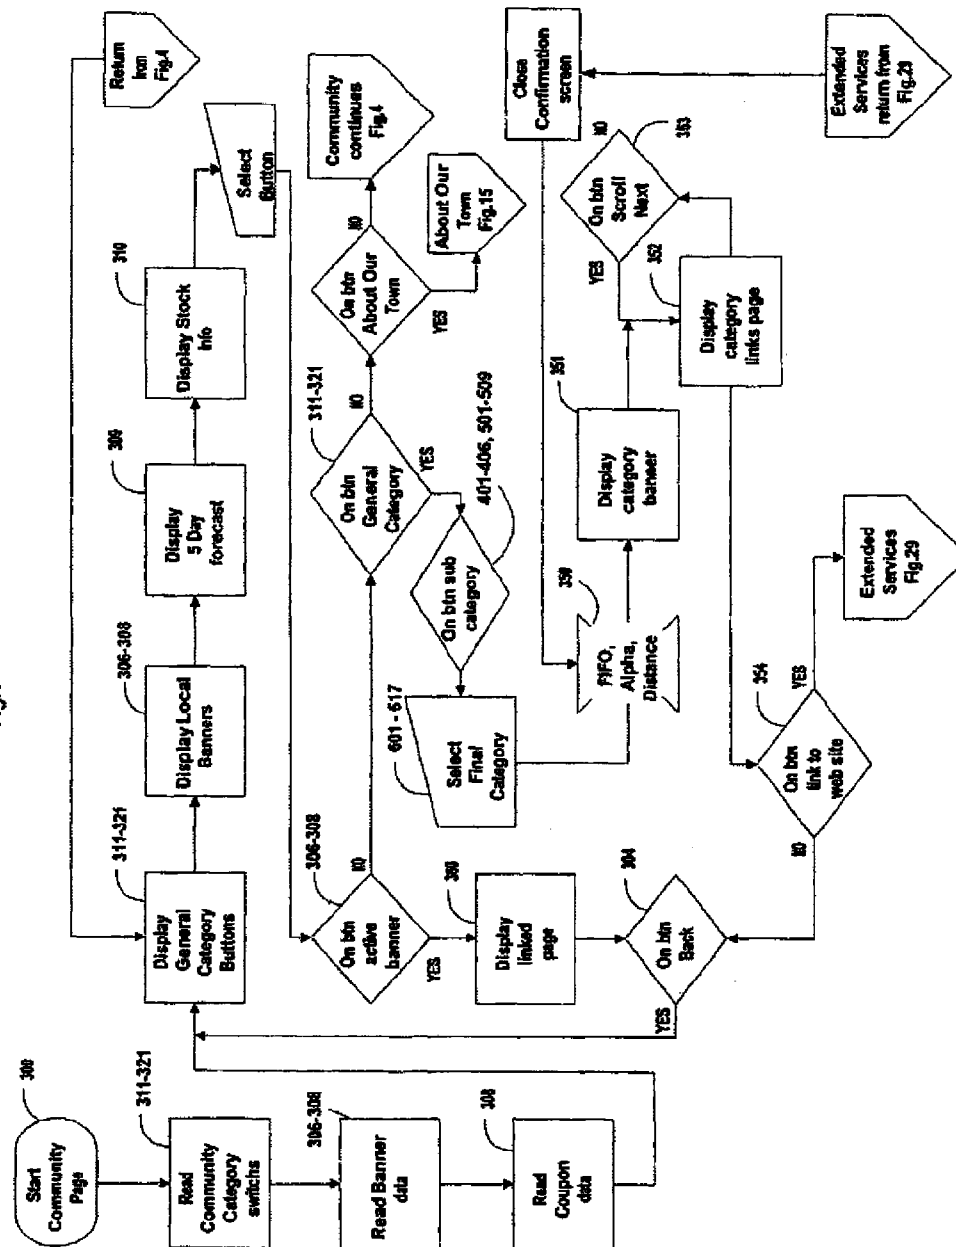 300
Start
Community
Page
311-321
Read
Community
Category
switchs
306-308
Read Banner
data
308
Read
Coupon
data
Return
from
Fig.4
311-321
Display
General
Category
Buttons
306-308
Display Local
Banners
309
Display
5 Day
forecast
310
Display Stock
Info
Select
Button
306-308
On btn
active
banner
NO
YES
311-321
On btn
General
Category
NO
YES
On btn
About Our
Town
NO
YES
Community
continues
Fig.4
About Our
Town
Fig.15
401-406, 501-509
On btn sub
category
601 - 617
Select
Final
Category
Display
linked
page
304
On btn
Back
YES
FIFO,
Alpha,
Distance
351
Display
category
banner
352
Display
category
links page
353
On btn
Scroll
Next
YES
NO
Close
Confirmation
screen
354
On btn
link to
web site
YES
NO
Extended
Services
Fig.29
Extended
Services
return from
Fig.29